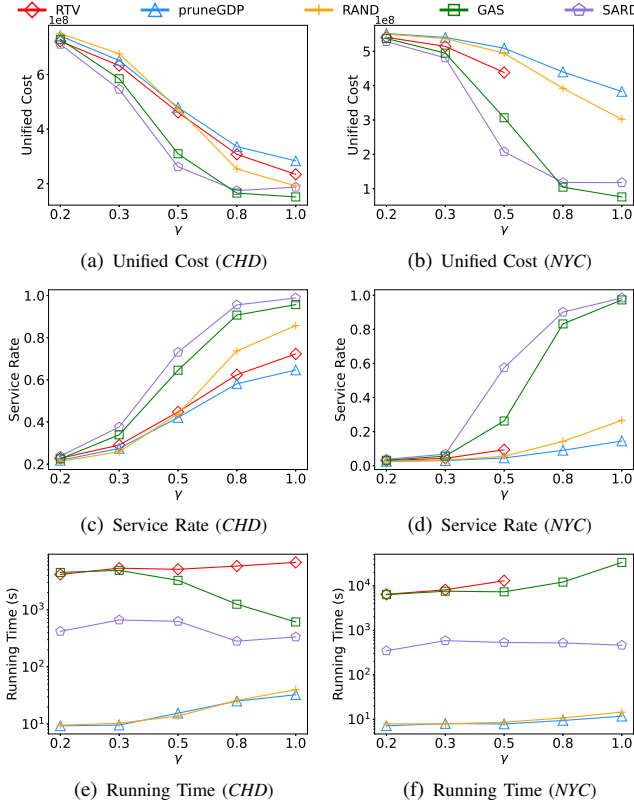 RTV pruneGDP RAND GAS SARD
1e8 1e8
Unified Cost
6
4
2
0.2 0.3 0.5 0.8 1.0
γ
Unified Cost
5
4
3
2
1
0.2 0.3 0.5 0.8 1.0
γ
(a) Unified Cost (CHD) (b) Unified Cost (NYC)
Service Rate
1.0
0.8
0.6
0.4
0.2
0.2 0.3 0.5 0.8 1.0
γ
Service Rate
1.0
0.8
0.6
0.4
0.2
0.0
0.2 0.3 0.5 0.8 1.0
γ
(c) Service Rate (CHD) (d) Service Rate (NYC)
Running Time (s)
10³
10²
10¹
0.2 0.3 0.5 0.8 1.0
γ
Running Time (s)
10⁴
10³
10²
10¹
0.2 0.3 0.5 0.8 1.0
γ
(e) Running Time (CHD) (f) Running Time (NYC)